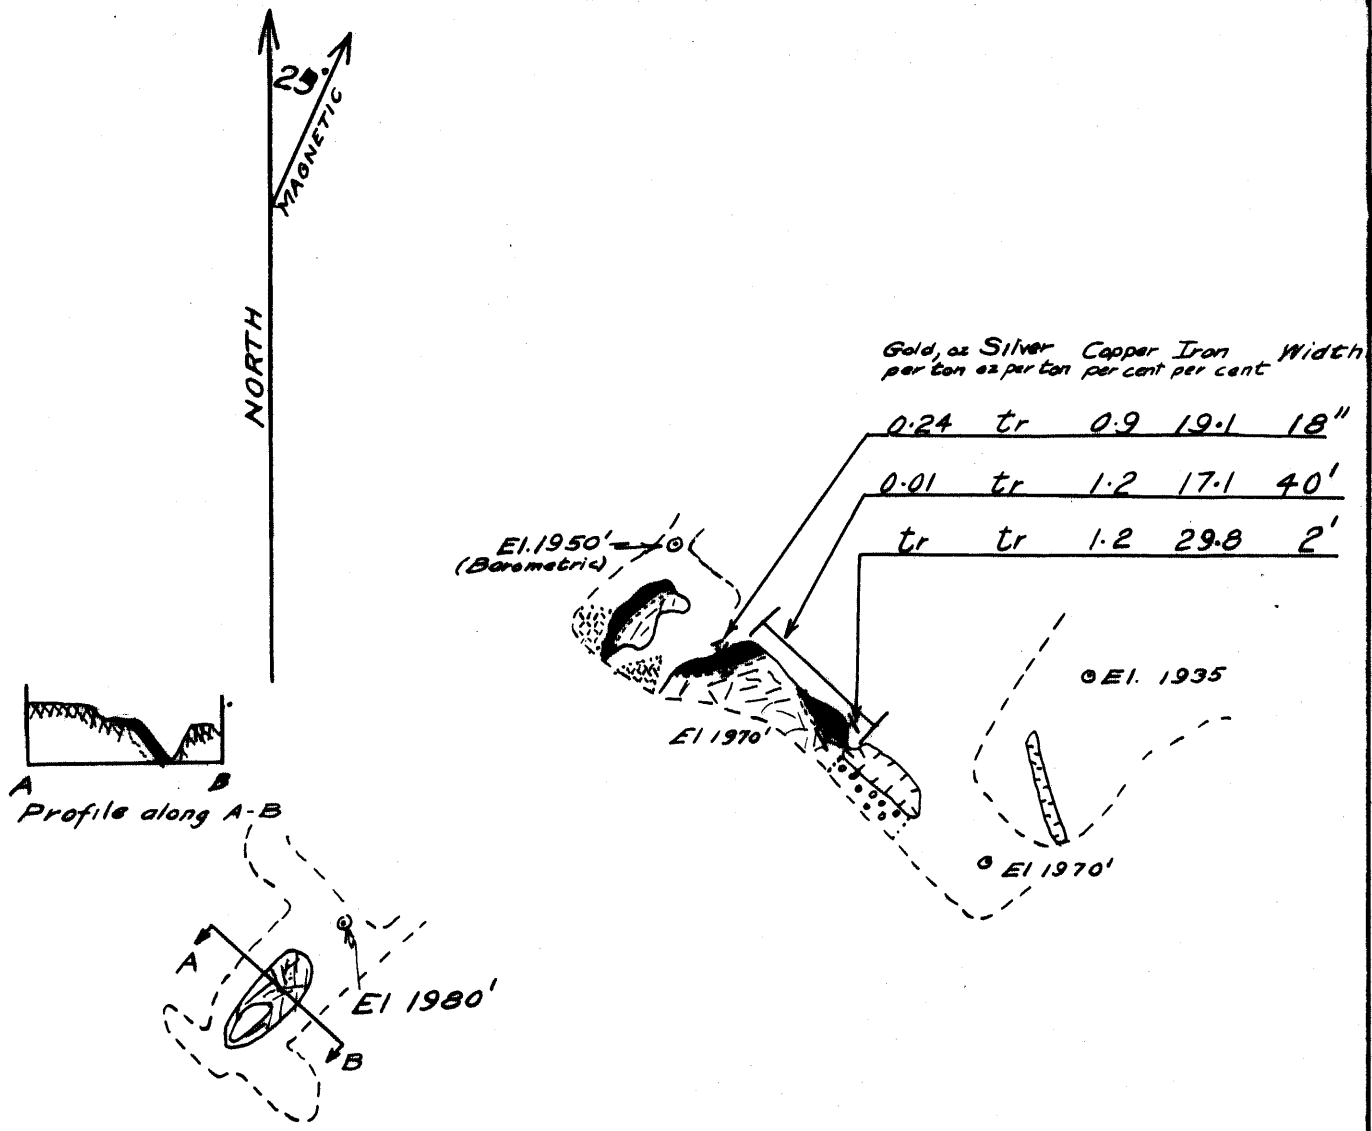 25°
MAGNETIC
NORTH
Gold, oz Silver Copper Iron Width
per ton oz per ton per cent per cent
0.24 tr 0.9 19.1 18"
0.01 tr 1.2 17.1 40'
tr tr 1.2 29.8 2'
El. 1950'
(Barometric)
El. 1935
El 1970'
A B
Profile along A-B
El 1970'
A
El 1980'
B